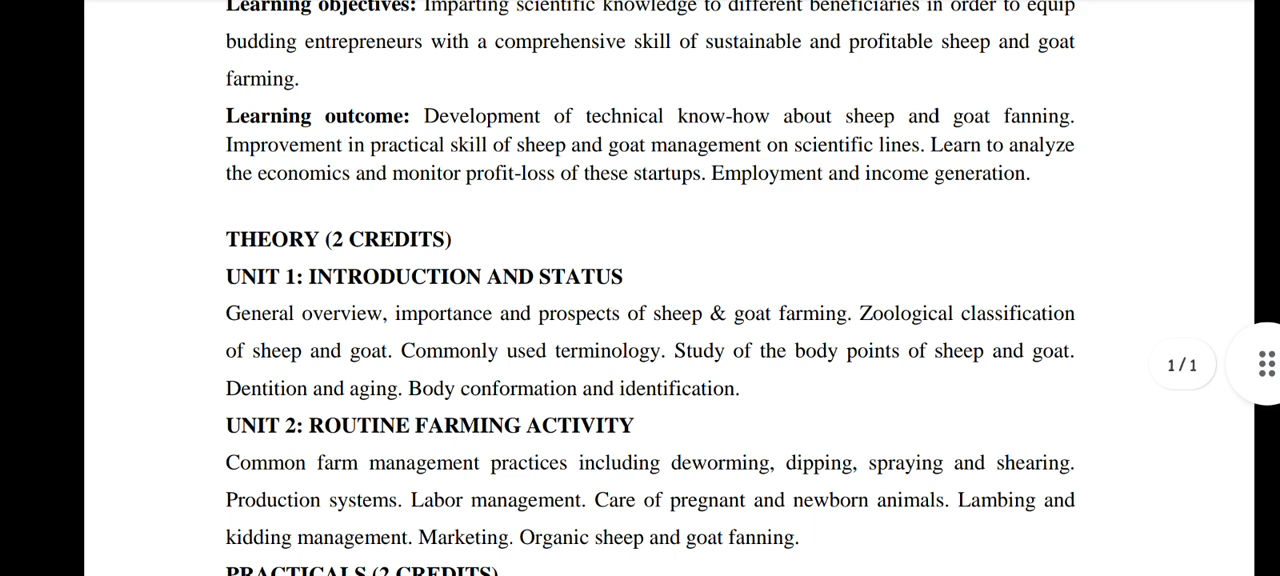 Learning objectives: Imparting scientific knowledge to different beneficiaries in order to equip
budding entrepreneurs with a comprehensive skill of sustainable and profitable sheep and goat
farming.
Learning outcome: Development of technical know-how about sheep and goat fanning.
Improvement in practical skill of sheep and goat management on scientific lines. Learn to analyze
the economics and monitor profit-loss of these startups. Employment and income generation.
THEORY (2 CREDITS)
UNIT 1: INTRODUCTION AND STATUS
General overview, importance and prospects of sheep & goat farming. Zoological classification
of sheep and goat. Commonly used terminology. Study of the body points of sheep and goat.
Dentition and aging. Body conformation and identification.
UNIT 2: ROUTINE FARMING ACTIVITY
Common farm management practices including deworming, dipping, spraying and shearing.
Production systems. Labor management. Care of pregnant and newborn animals. Lambing and
kidding management. Marketing. Organic sheep and goat fanning.
PRACTICALS (2 CREDITS)
1/1